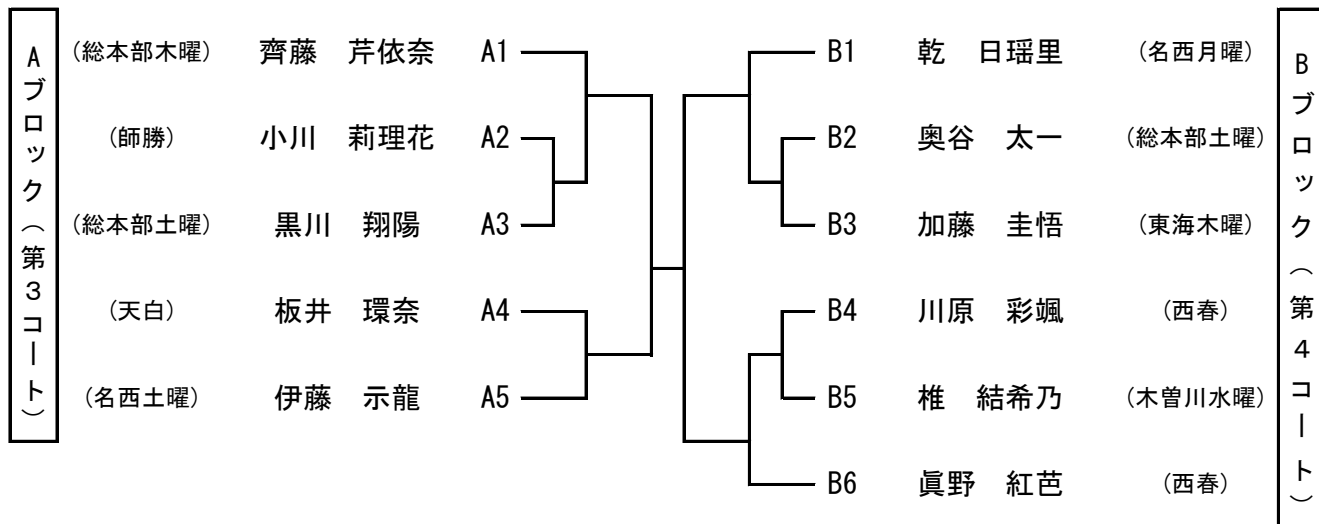 Aブロック（第3コート）
(総本部木曜) 齊藤 芹依奈 A1
(師勝) 小川 莉理花 A2
(総本部土曜) 黒川 翔陽 A3
(天白) 板井 環奈 A4
(名西土曜) 伊藤 示龍 A5
B1 乾 日瑶里 (名西月曜)
B2 奥谷 太一 (総本部土曜)
B3 加藤 圭悟 (東海木曜)
B4 川原 彩颯 (西春)
B5 椎 結希乃 (木曽川水曜)
B6 眞野 紅芭 (西春)
Bブロック（第4コート）